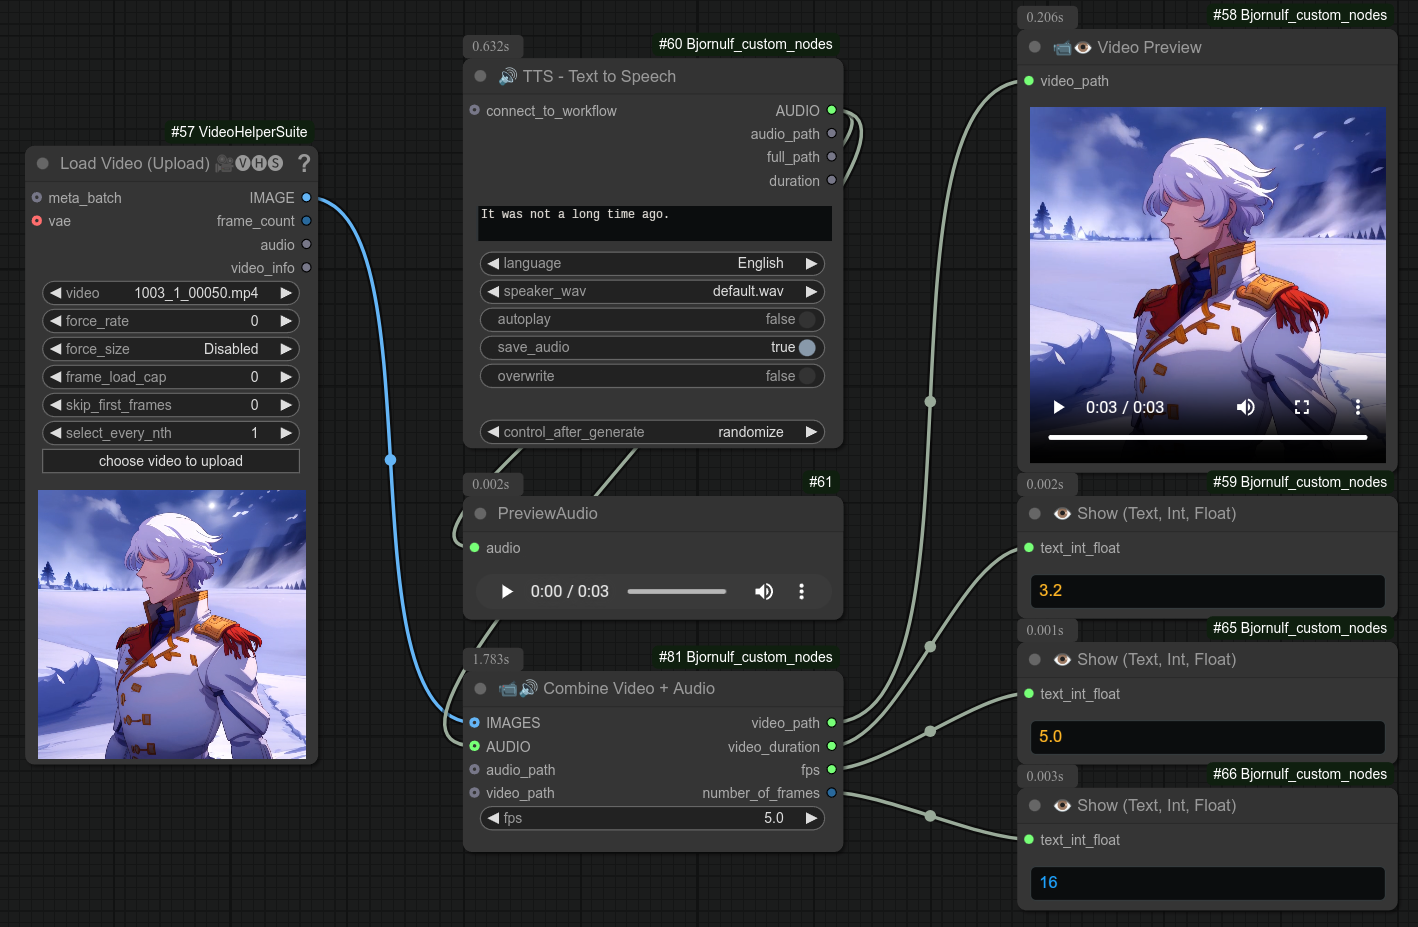 #57 VideoHelperSuite
Load Video (Upload) 🎥🅥🅗🅢 ?
meta_batch IMAGE
vae frame_count
audio
video_info
video 1003_1_00050.mp4
force_rate 0
force_size Disabled
frame_load_cap 0
skip_first_frames 0
select_every_nth 1
choose video to upload
0.632s #60 Bjornulf_custom_nodes
🔊 TTS - Text to Speech
connect_to_workflow AUDIO
audio_path
full_path
duration
It was not a long time ago.
language English
speaker_wav default.wav
autoplay false
save_audio true
overwrite false
control_after_generate randomize
0.002s #61
PreviewAudio
audio
0:00 / 0:03
1.783s #81 Bjornulf_custom_nodes
📹🔊 Combine Video + Audio
IMAGES video_path
AUDIO video_duration
audio_path fps
video_path number_of_frames
fps 5.0
0.206s #58 Bjornulf_custom_nodes
📹👁 Video Preview
video_path
0:03 / 0:03
0.002s #59 Bjornulf_custom_nodes
👁 Show (Text, Int, Float)
text_int_float
3.2
0.001s #65 Bjornulf_custom_nodes
👁 Show (Text, Int, Float)
text_int_float
5.0
0.003s #66 Bjornulf_custom_nodes
👁 Show (Text, Int, Float)
text_int_float
16